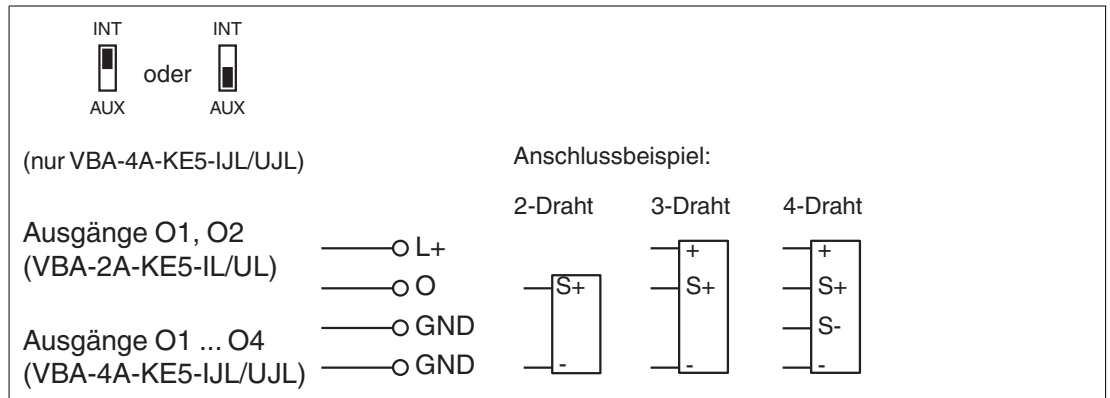 INT INT
oder
AUX AUX
(nur VBA-4A-KE5-IJL/UJL)
Anschlussbeispiel:
2-Draht 3-Draht 4-Draht
Ausgänge O1, O2
(VBA-2A-KE5-IL/UL)
Ausgänge O1 ... O4
(VBA-4A-KE5-IJL/UJL)
L+
O
GND
GND
S+
-
+
S+
-
+
S+
S-
-